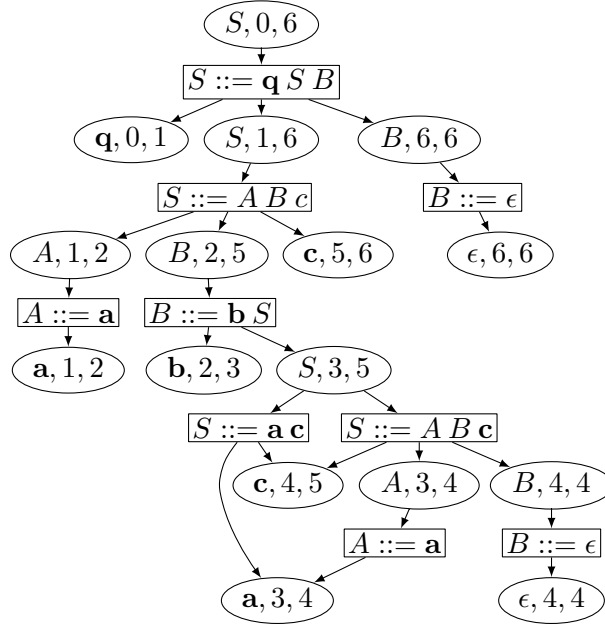 S, 0, 6
S ::= q S B
q, 0, 1 S, 1, 6 B, 6, 6
S ::= A B c B ::= ϵ
A, 1, 2 B, 2, 5 c, 5, 6 ϵ, 6, 6
A ::= a B ::= b S
a, 1, 2 b, 2, 3 S, 3, 5
S ::= a c S ::= A B c
c, 4, 5 A, 3, 4 B, 4, 4
A ::= a B ::= ϵ
a, 3, 4 ϵ, 4, 4